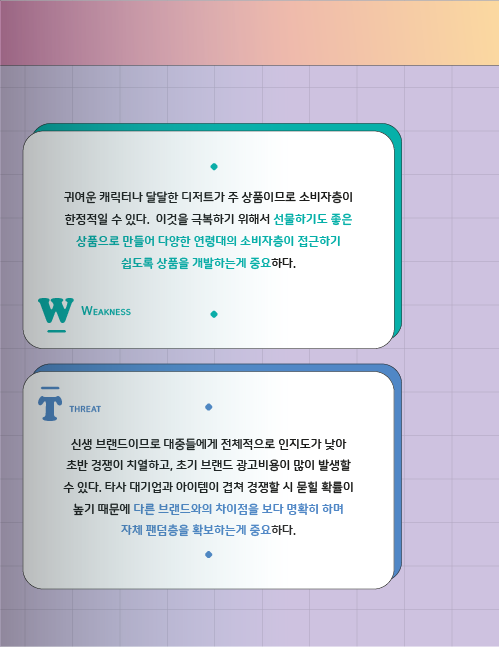 귀여운 캐릭터나 달달한 디저트가 주 상품이므로 소비자층이
한정적일 수 있다. 이것을 극복하기 위해서 선물하기도 좋은
상품으로 만들어 다양한 연령대의 소비자층이 접근하기
쉽도록 상품을 개발하는게 중요하다.
W WEAKNESS
T THREAT
신생 브랜드이므로 대중들에게 전체적으로 인지도가 낮아
초반 경쟁이 치열하고, 초기 브랜드 광고비용이 많이 발생할
수 있다. 타사 대기업과 아이템이 겹쳐 경쟁할 시 묻힐 확률이
높기 때문에 다른 브랜드와의 차이점을 보다 명확히 하며
자체 팬덤층을 확보하는게 중요하다.